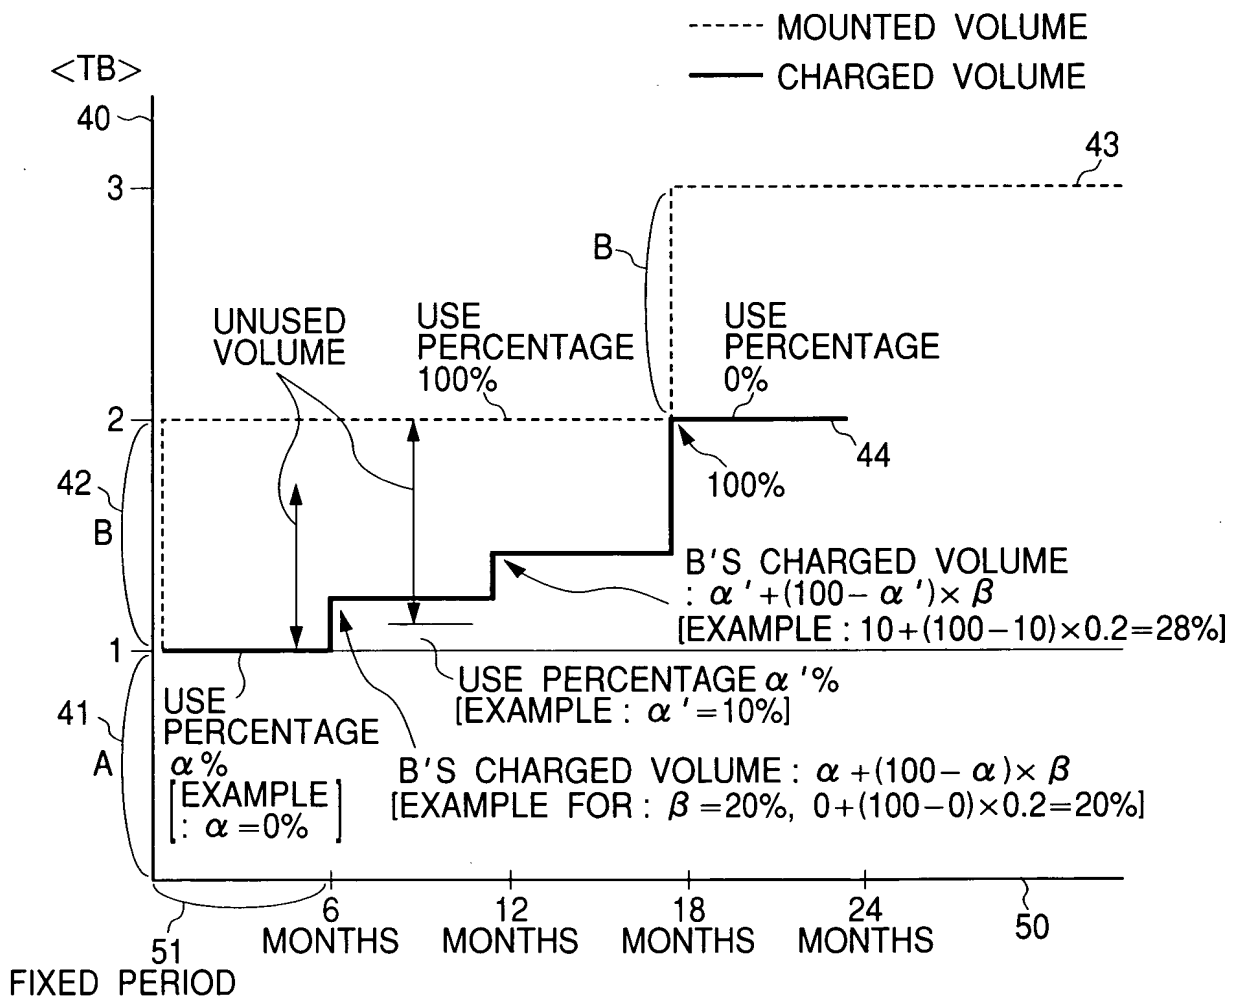 MOUNTED VOLUME
<TB>
CHARGED VOLUME
40
43
3
B
UNUSED
VOLUME
USE
PERCENTAGE
100%
USE
PERCENTAGE
0%
2
44
42
100%
B
B'S CHARGED VOLUME
: α'+(100-α')×β
[EXAMPLE : 10+(100-10)×0.2=28%]
1
USE PERCENTAGE α'%
[EXAMPLE : α'=10%]
41
USE
PERCENTAGE
α%
[EXAMPLE
: α=0%]
A
B'S CHARGED VOLUME : α+(100-α)×β
[EXAMPLE FOR : β=20%, 0+(100-0)×0.2=20%]
6
MONTHS
12
MONTHS
18
MONTHS
24
MONTHS
50
51
FIXED PERIOD